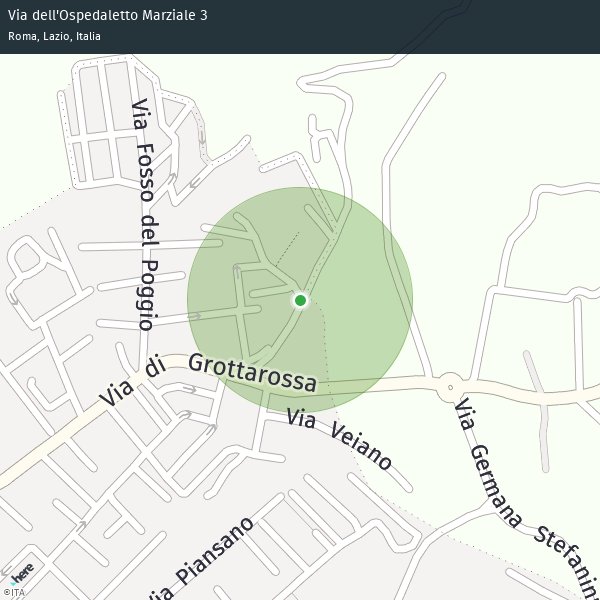 Via dell'Ospedaletto Marziale 3
Roma, Lazio, Italia
Via Fosso del Poggio
Via di Grottarossa
Via Veiano
Via Germana Stefanin
Via Piansano
here
©ITA